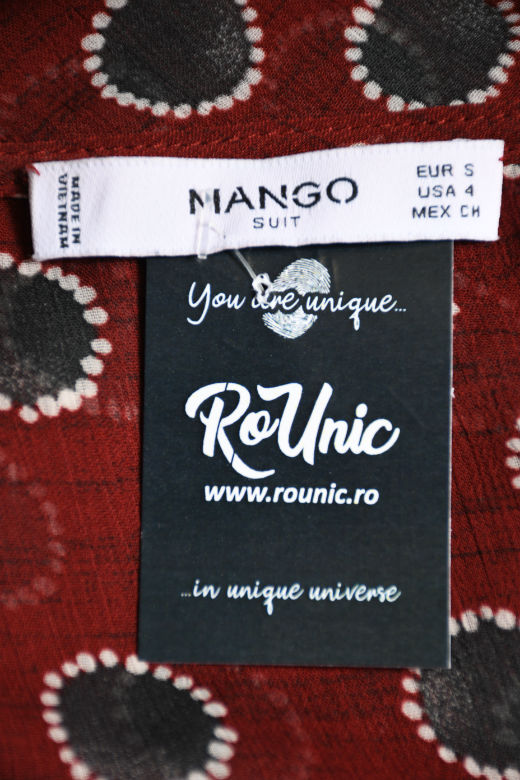 MADE IN
VIETNAM
MANGO
SUIT
EUR S
USA 4
MEX CH
You are unique...
RoUnic
www.rounic.ro
...in unique universe